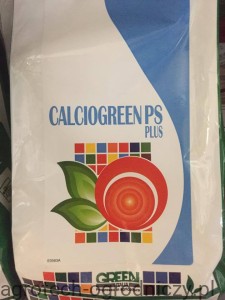 CALCIOGREEN PS
PLUS
GREEN
agrotech-ogrodniczy.pl